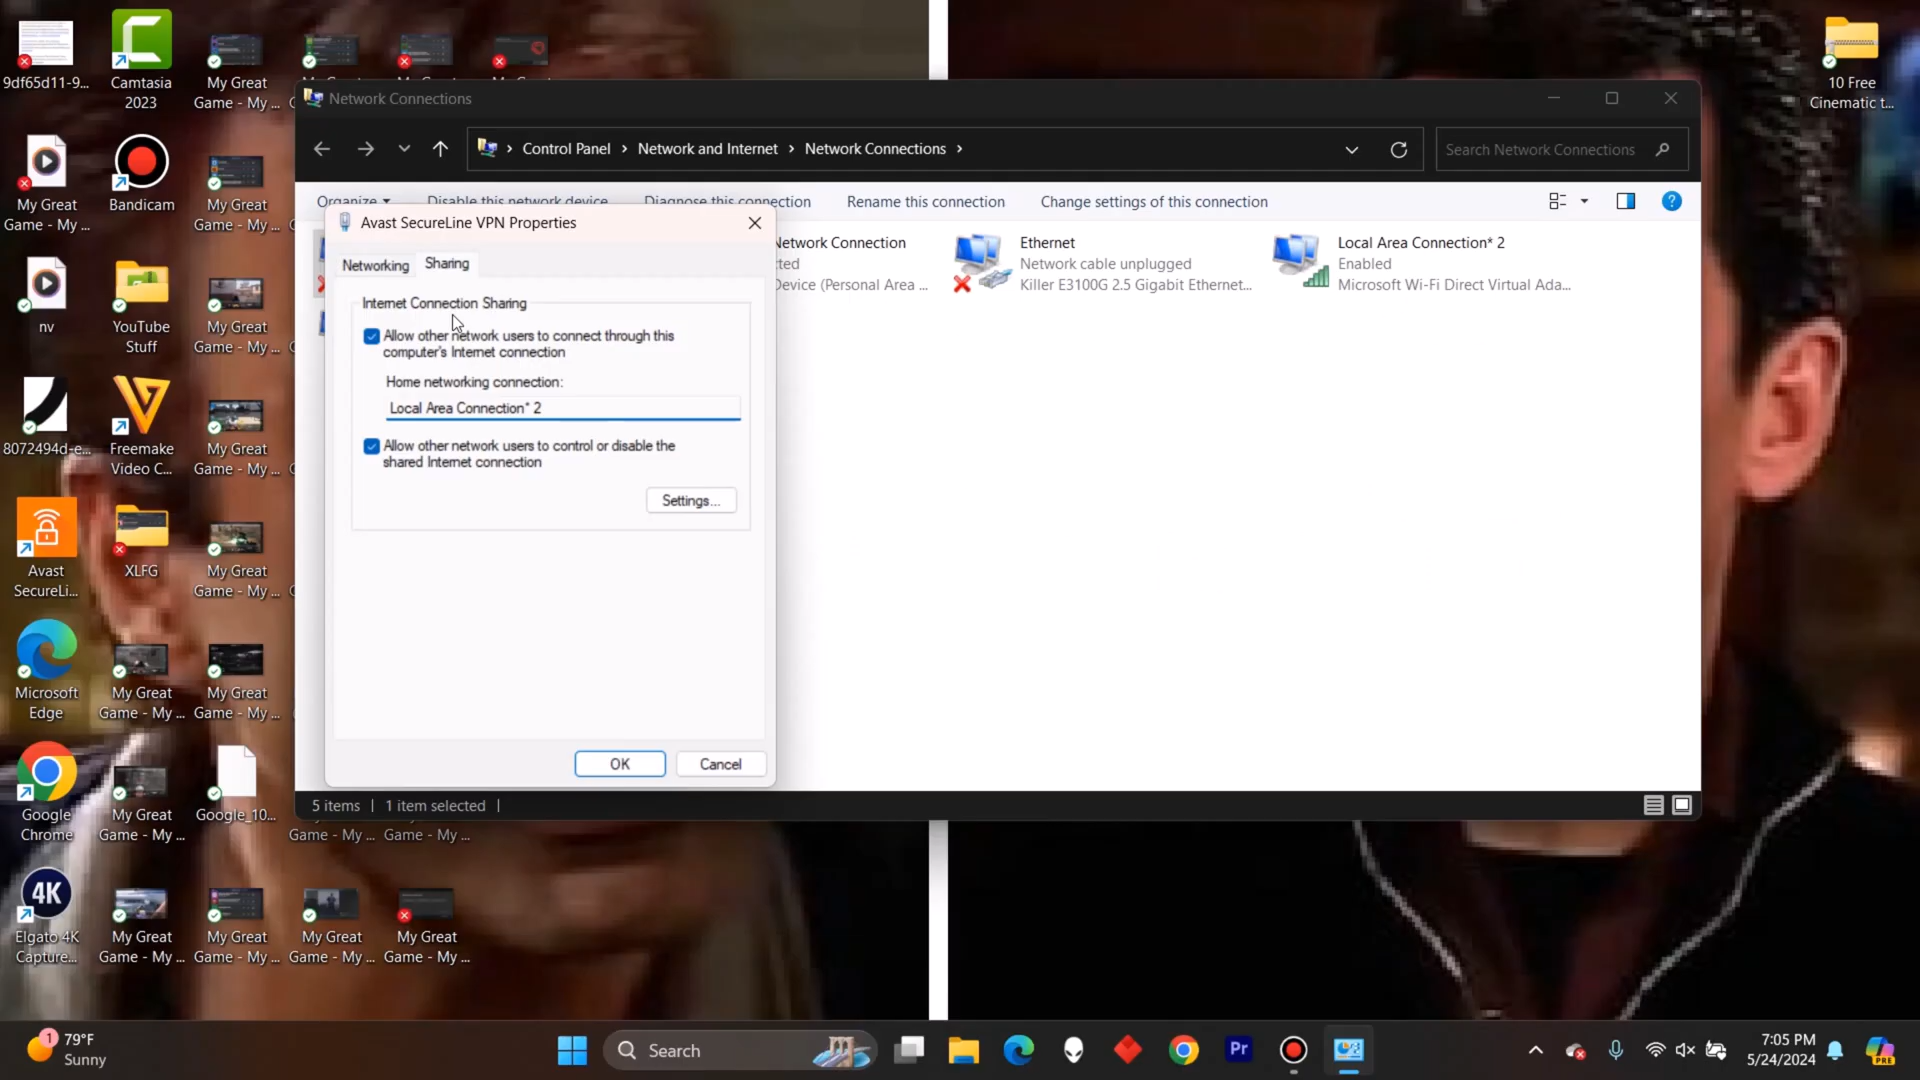 9df65d11-9...
Camtasia
2023
My Great
Game - My ...
10 Free
Cinematic t...
My Great
Game - My ...
Bandicam
My Great
Game - My ...
nv
YouTube
Stuff
My Great
Game - My ...
8072494d-e...
Freemake
Video C...
My Great
Game - My ...
Avast
SecureLi...
XLFG
My Great
Game - My ...
Microsoft
Edge
My Great
Game - My ...
My Great
Game - My ...
Google
Chrome
My Great
Game - My ...
Google_10...
Game - My ...
Game - My ...
4K
Elgato 4K
Capture...
My Great
Game - My ...
My Great
Game - My ...
My Great
Game - My ...
My Great
Game - My ...
Network Connections
Control Panel > Network and Internet > Network Connections >
Search Network Connections
Organize
Disable this network device
Diagnose this connection
Rename this connection
Change settings of this connection
Network Connection
Device (Personal Area ...
Ethernet
Network cable unplugged
Killer E3100G 2.5 Gigabit Ethernet...
Local Area Connection* 2
Enabled
Microsoft Wi-Fi Direct Virtual Ada...
Avast SecureLine VPN Properties
Networking
Sharing
Internet Connection Sharing
Allow other network users to connect through this
computer's Internet connection
Home networking connection:
Local Area Connection* 2
Allow other network users to control or disable the
shared Internet connection
Settings...
OK
Cancel
5 items | 1 item selected |
1
79°F
Sunny
Search
Pr
7:05 PM
5/24/2024
PRE